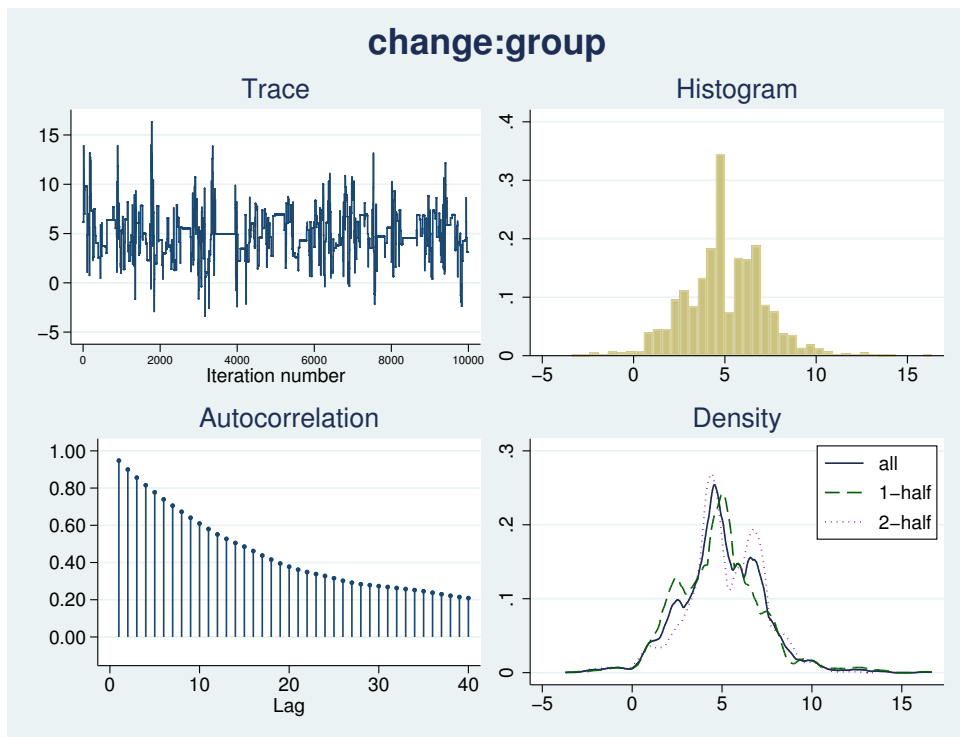 change:group
Trace
15
10
5
0
−5
0 2000 4000 6000 8000 10000
Iteration number
Histogram
.4
.3
.2
.1
0
−5 0 5 10 15
Autocorrelation
1.00
0.80
0.60
0.40
0.20
0.00
0 10 20 30 40
Lag
Density
.3
.2
.1
0
−5 0 5 10 15
all
1−half
2−half